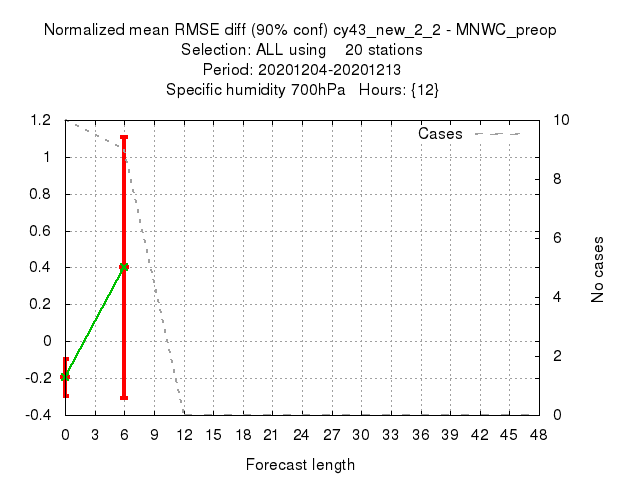 Normalized mean RMSE diff (90% conf) cy43_new_2_2 - MNWC_preop
Selection: ALL using    20 stations
Period: 20201204-20201213
Specific humidity 700hPa   Hours: {12}
Cases
1.2
1
0.8
0.6
0.4
0.2
0
-0.2
-0.4
10
8
6
4
2
0
No cases
0 3 6 9 12 15 18 21 24 27 30 33 36 39 42 45 48
Forecast length